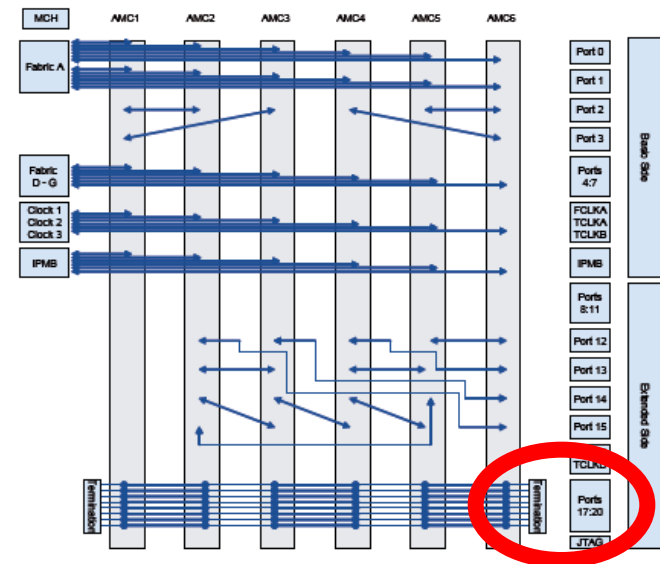 MCH AMC1 AMC2 AMC3 AMC4 AMC5 AMC6
Fabric A
Port 0
Port 1
Port 2
Port 3
Basic Side
Fabric
D - G
Ports
4:7
Clock 1
Clock 2
Clock 3
FCLKA
TCLKA
TCLKB
IPMB
IPMB
Ports
8:11
Port 12
Port 13
Port 14
Port 15
Extended Side
TCLKD
Termination
Termination
Ports
17:20
JTAG